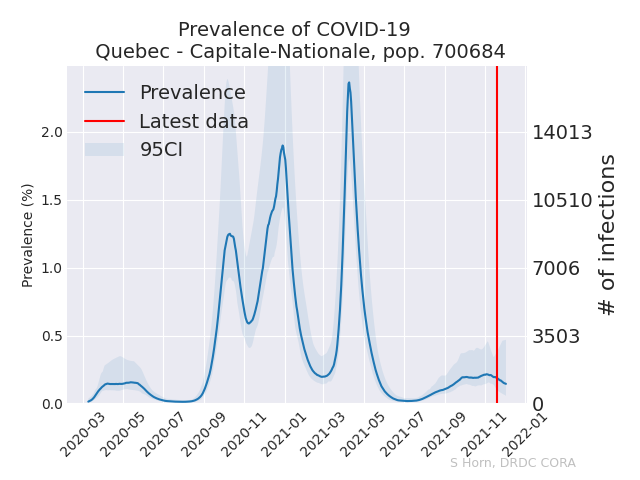 Prevalence of COVID-19
Quebec - Capitale-Nationale, pop. 700684
Prevalence
Latest data
95CI
Prevalence (%)
2.0
1.5
1.0
0.5
0.0
14013
10510
7006
3503
0
# of infections
2020-03
2020-05
2020-07
2020-09
2020-11
2021-01
2021-03
2021-05
2021-07
2021-09
2021-11
2022-01
S Horn, DRDC CORA